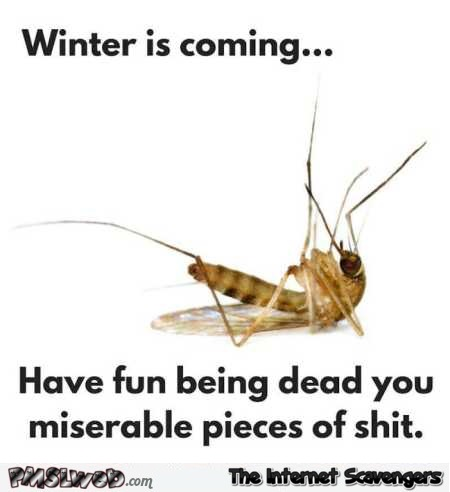 Winter is coming...
Have fun being dead you
miserable pieces of shit.
PMSLWEB.com
The Internet Scavengers